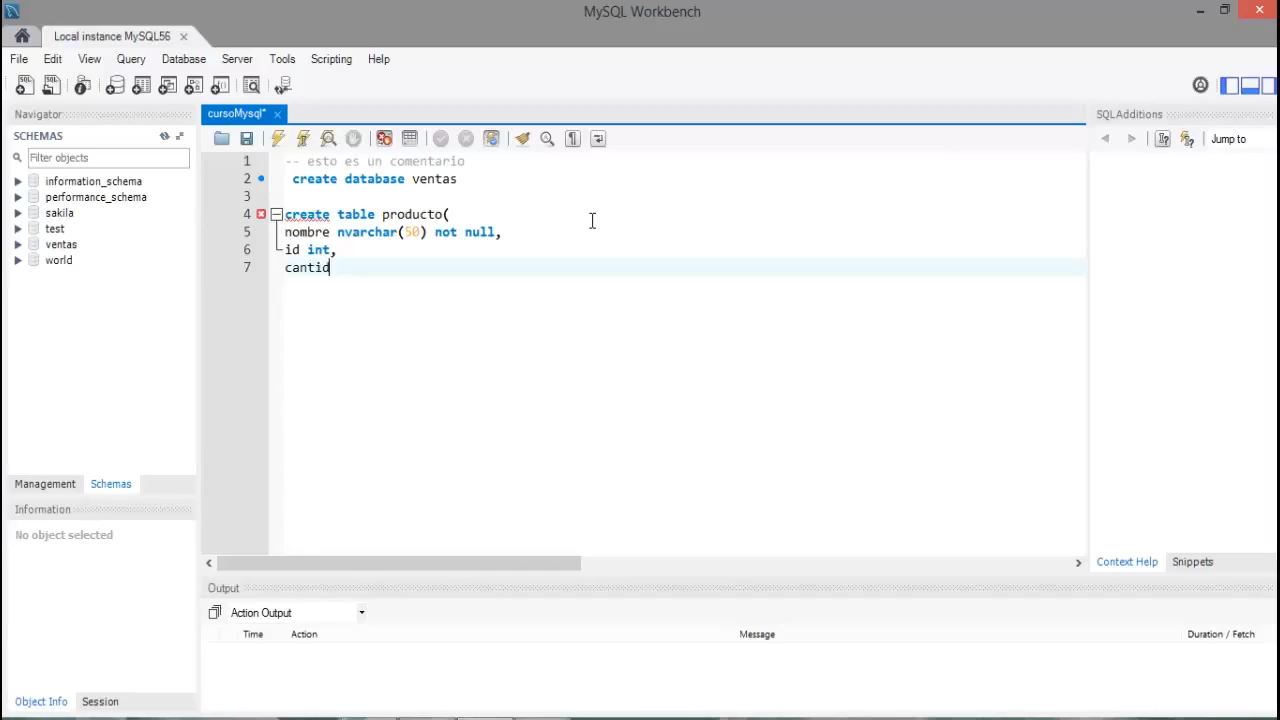 MySQL Workbench
Local instance MySQL56
File Edit View Query Database Server Tools Scripting Help
Navigator
SCHEMAS
Filter objects
information_schema
performance_schema
sakila
test
ventas
world
Management Schemas
Information
No object selected
Object Info Session
cursoMysql*
1 -- esto es un comentario
2 create database ventas
3
4 create table producto(
5 nombre nvarchar(50) not null,
6 id int,
7 cantid
SQLAdditions
Jump to
Context Help Snippets
Output
Action Output
Time Action Message Duration / Fetch